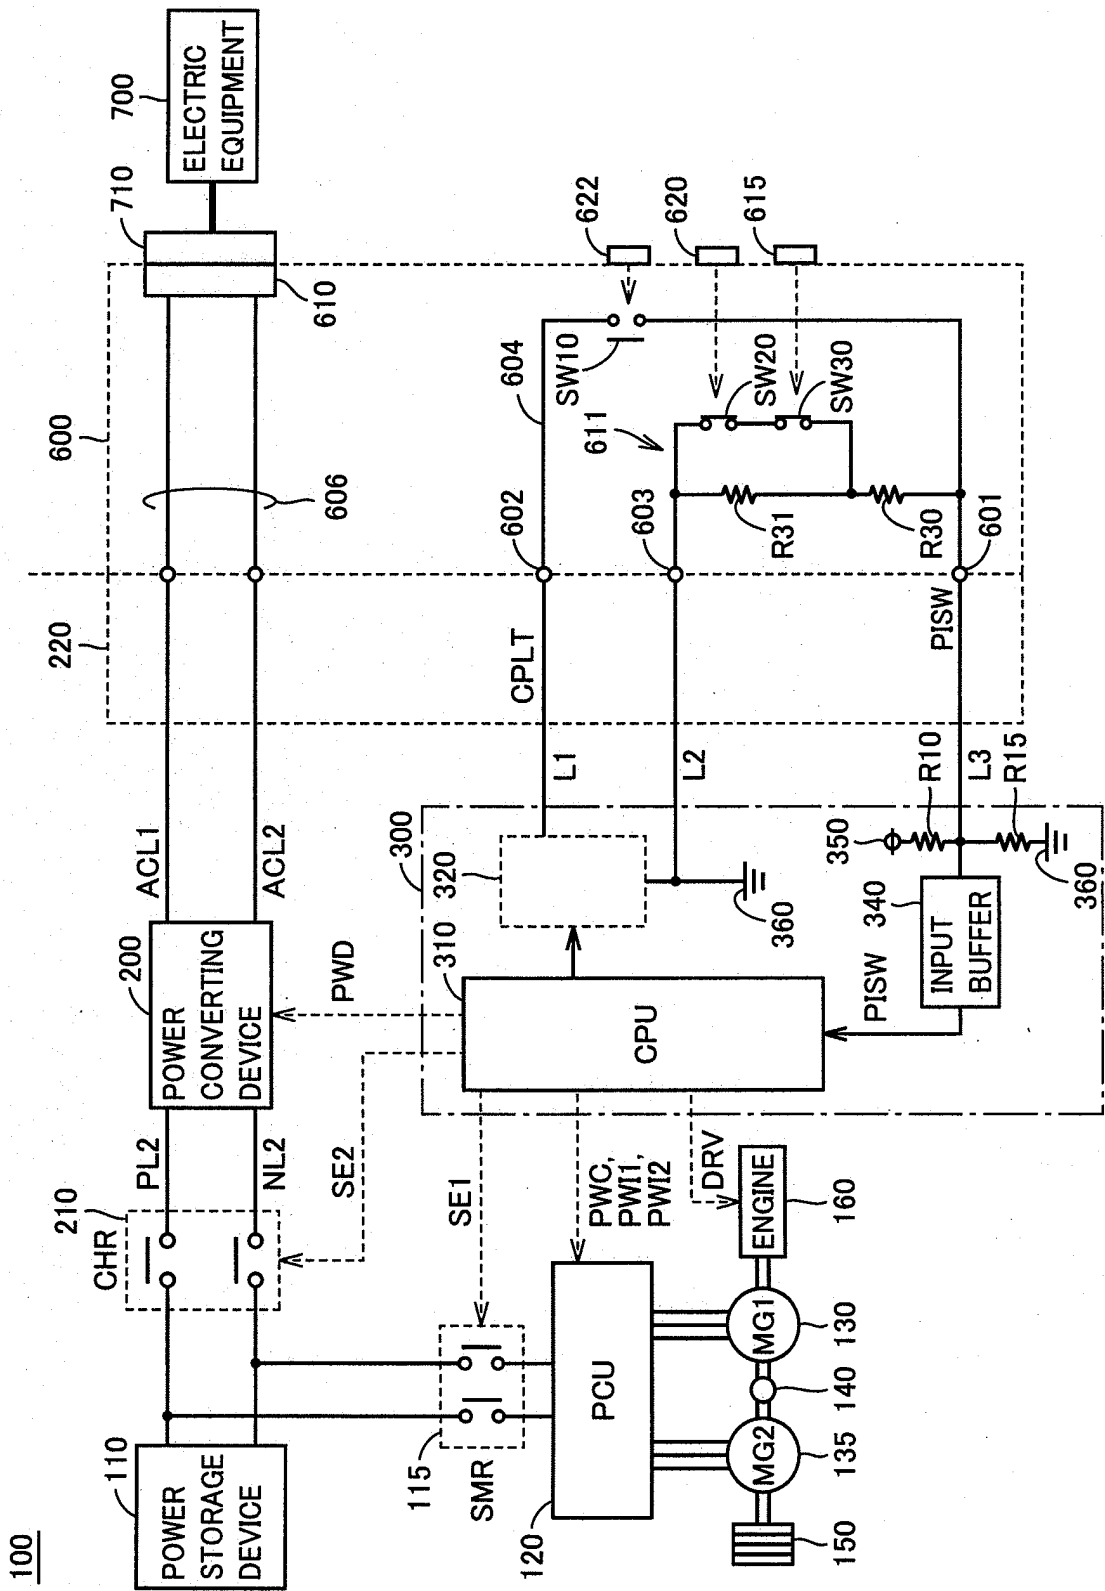 100
110
POWER
STORAGE
DEVICE
CHR
210
PL2
NL2
200
POWER
CONVERTING
DEVICE
ACL1
ACL2
220
600
606
610
710
700
ELECTRIC
EQUIPMENT
115
SMR
SE1
SE2
PWD
300
310
CPU
320
360
L1
L2
L3
CPLT
PISW
602
603
601
604
SW10
611
SW20
SW30
R31
R30
622
620
615
120
PCU
PWC,
PWI1,
PWI2
DRV
PISW
340
INPUT
BUFFER
350
R10
R15
360
150
MG2
135
140
MG1
130
ENGINE
160